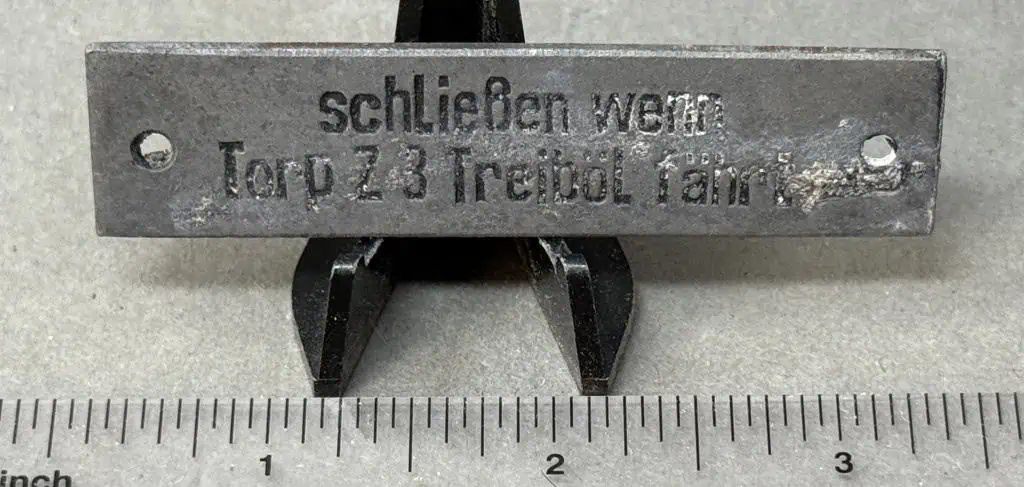 schließen wenn
Torp Z 3 Treiböl fährt
inch 1 2 3